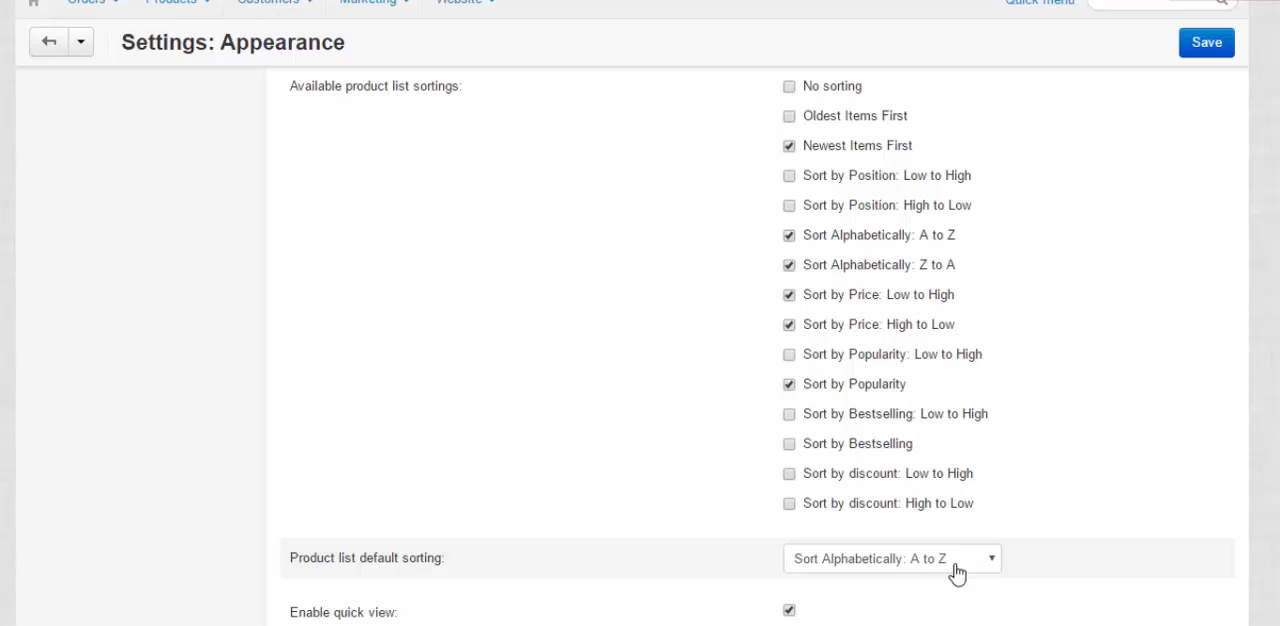 Orders Products Customers Marketing Website Quick menu
Settings: Appearance Save
Available product list sortings: No sorting
Oldest Items First
Newest Items First
Sort by Position: Low to High
Sort by Position: High to Low
Sort Alphabetically: A to Z
Sort Alphabetically: Z to A
Sort by Price: Low to High
Sort by Price: High to Low
Sort by Popularity: Low to High
Sort by Popularity
Sort by Bestselling: Low to High
Sort by Bestselling
Sort by discount: Low to High
Sort by discount: High to Low
Product list default sorting: Sort Alphabetically: A to Z
Enable quick view: